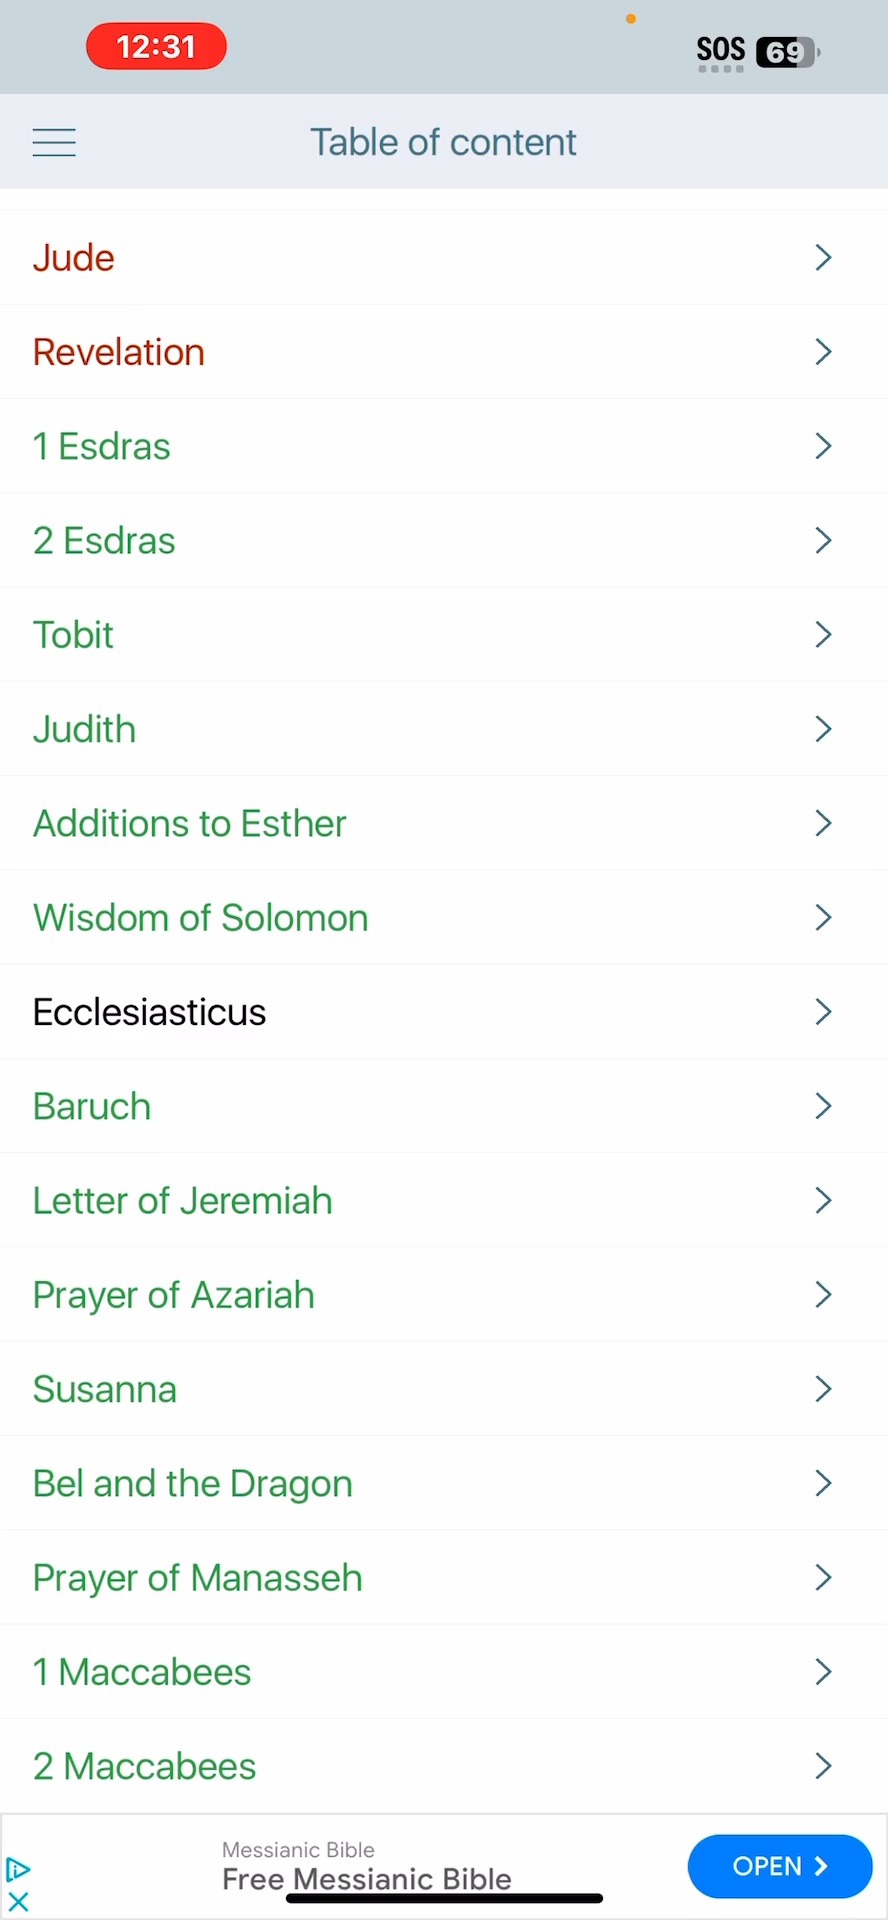 12:31
SOS 69
Table of content
Jude
Revelation
1 Esdras
2 Esdras
Tobit
Judith
Additions to Esther
Wisdom of Solomon
Ecclesiasticus
Baruch
Letter of Jeremiah
Prayer of Azariah
Susanna
Bel and the Dragon
Prayer of Manasseh
1 Maccabees
2 Maccabees
Messianic Bible
Free Messianic Bible
OPEN